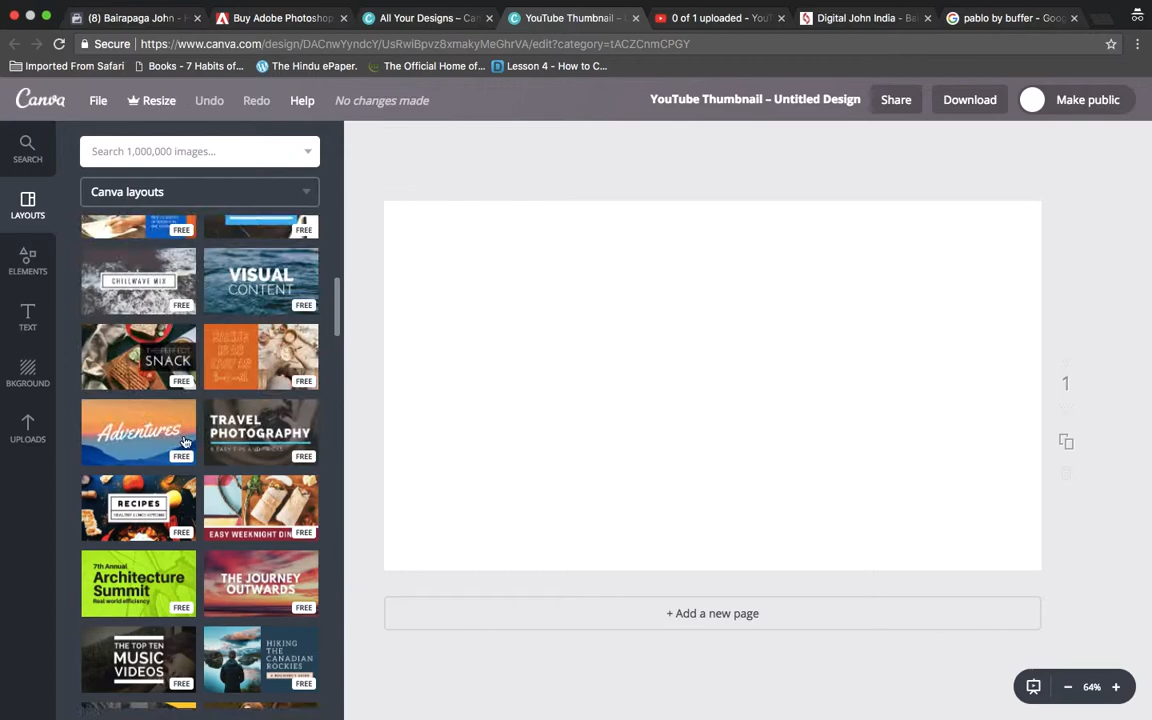 (8) Bairapaga John - H
Buy Adobe Photoshop
All Your Designs – Can
YouTube Thumbnail –
0 of 1 uploaded - YouT
Digital John India - Ba
pablo by buffer - Goog
Secure
https://www.canva.com/design/DACnwYyndcY/UsRwiBpvz8xmakyMeGhrVA/edit?category=tACZCnmCPGY
Imported From Safari
Books - 7 Habits of...
The Hindu ePaper.
The Official Home of...
Lesson 4 - How to C...
Canva
File
Resize
Undo
Redo
Help
No changes made
YouTube Thumbnail – Untitled Design
Share
Download
Make public
SEARCH
LAYOUTS
ELEMENTS
TEXT
BKGROUND
UPLOADS
Search 1,000,000 images...
Canva layouts
FREE
FREE
CHILLWAVE MIX
FREE
VISUAL
CONTENT
FREE
THE PERFECT
SNACK
FREE
FREE
Adventures
FREE
TRAVEL
PHOTOGRAPHY
FREE
RECIPES
FREE
EASY WEEKNIGHT DIN
FREE
7th Annual
Architecture
Summit
Real world efficiency
FREE
THE JOURNEY
OUTWARDS
FREE
THE TOP TEN
MUSIC
VIDEOS
FREE
HIKING
THE
CANADIAN
ROCKIES
FREE
1
+ Add a new page
64%